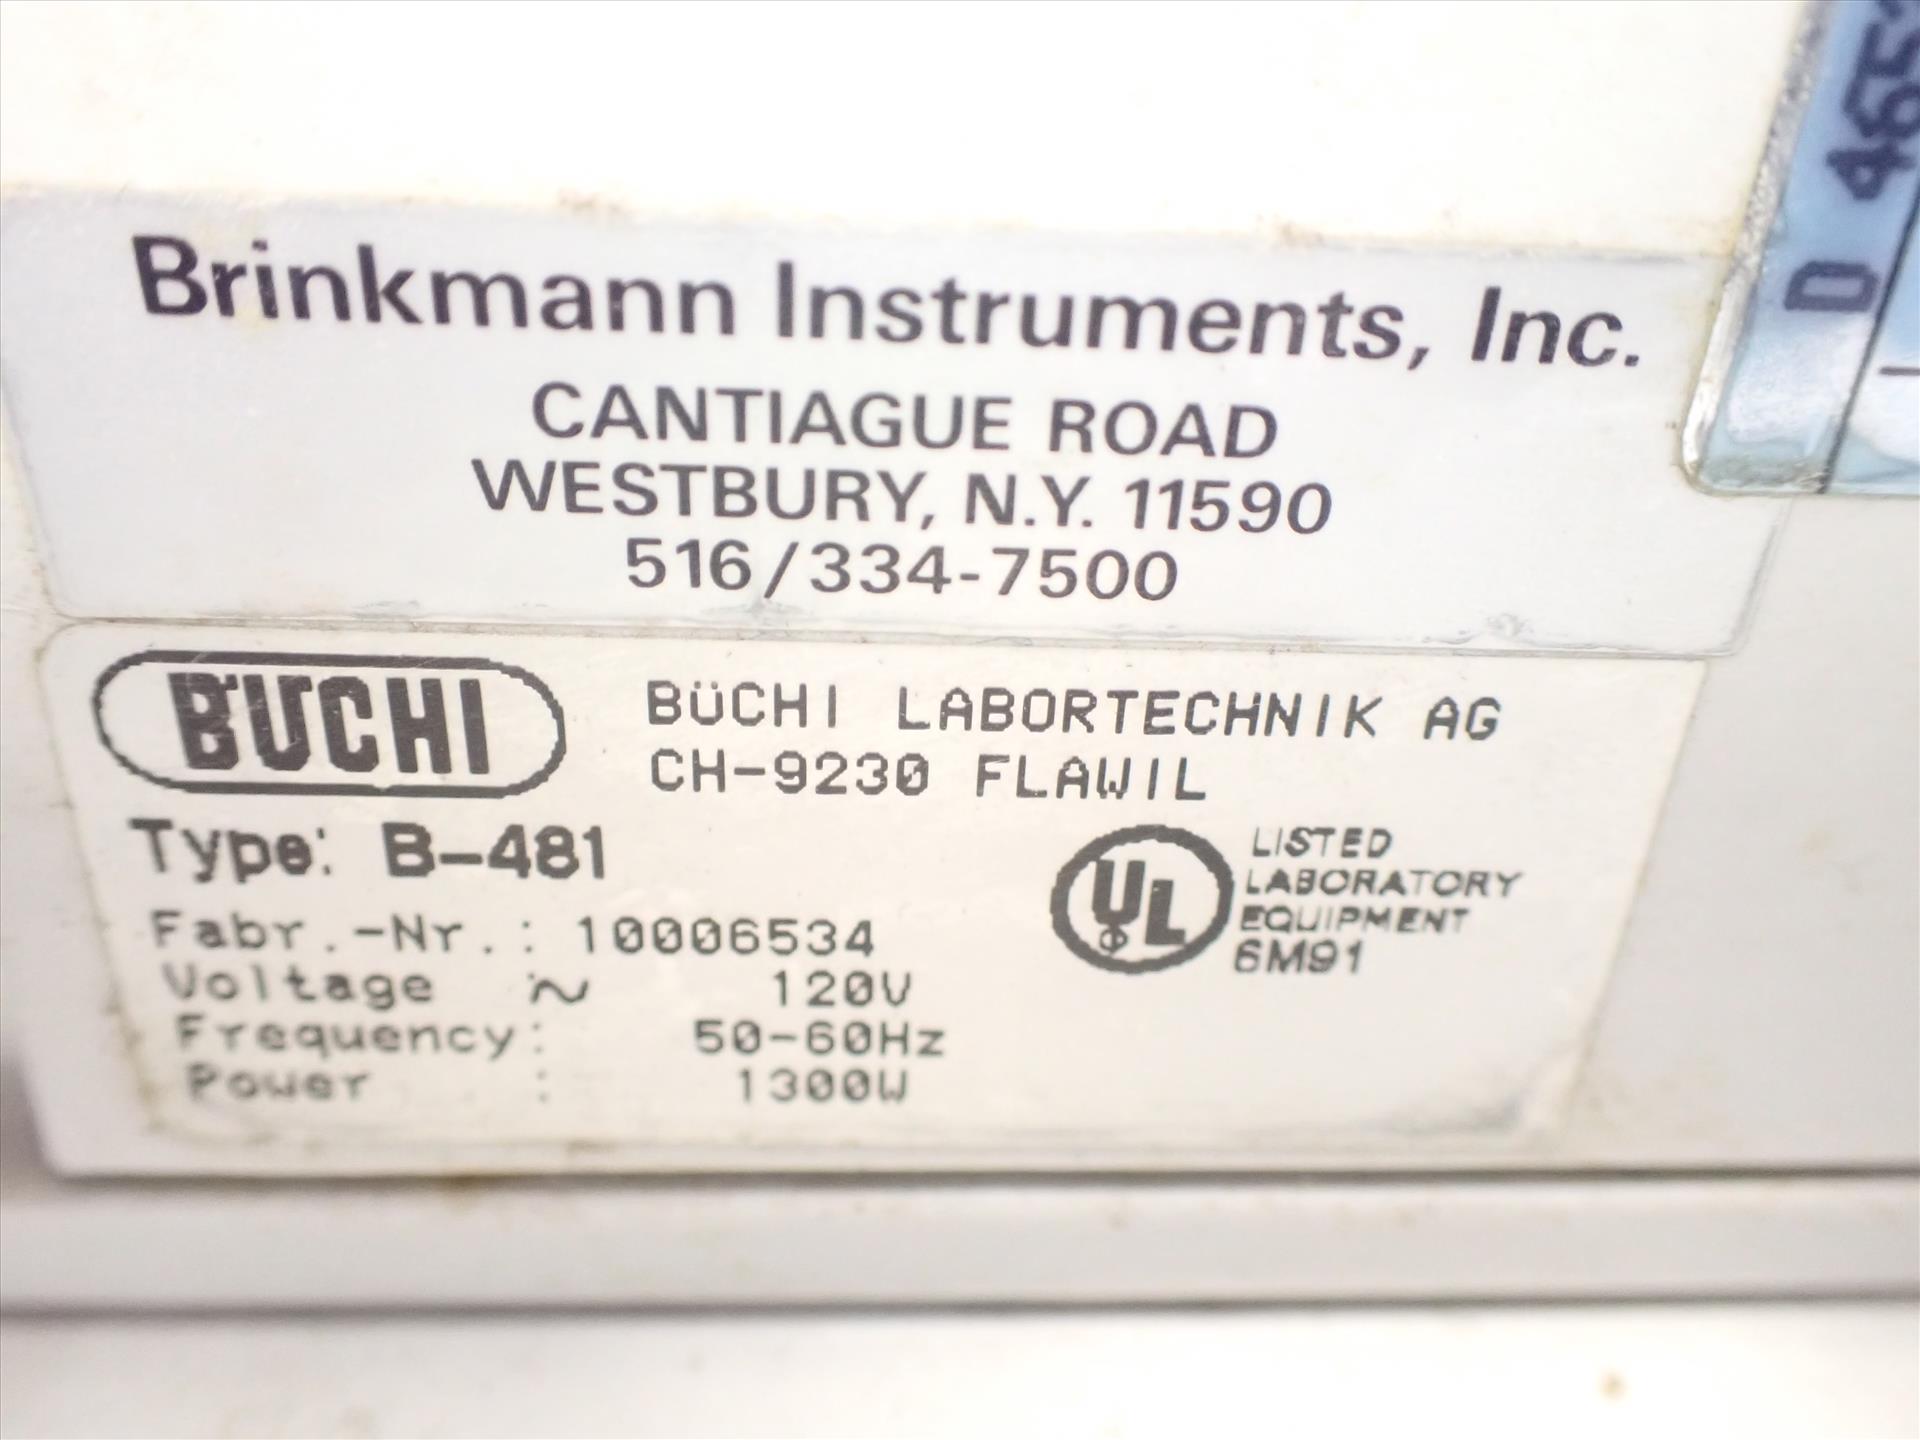 Brinkmann Instruments, Inc.
CANTIAGUE ROAD
WESTBURY, N.Y. 11590
516/334-7500
BÜCHI
BÜCHI LABORTECHNIK AG
CH-9230 FLAWIL
Type: B-481
Fabr.-Nr.: 10006534
Voltage ~ 120V
Frequency: 50-60Hz
Power : 1300W
UL
LISTED
LABORATORY
EQUIPMENT
6M91
D